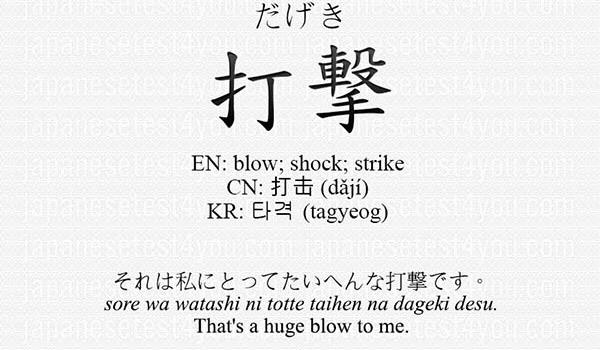 だげき
打撃
EN: blow; shock; strike
CN: 打击 (dǎjí)
KR: 타격 (tagyeog)
それは私にとってたいへんな打撃です。
sore wa watashi ni totte taihen na dageki desu.
That's a huge blow to me.